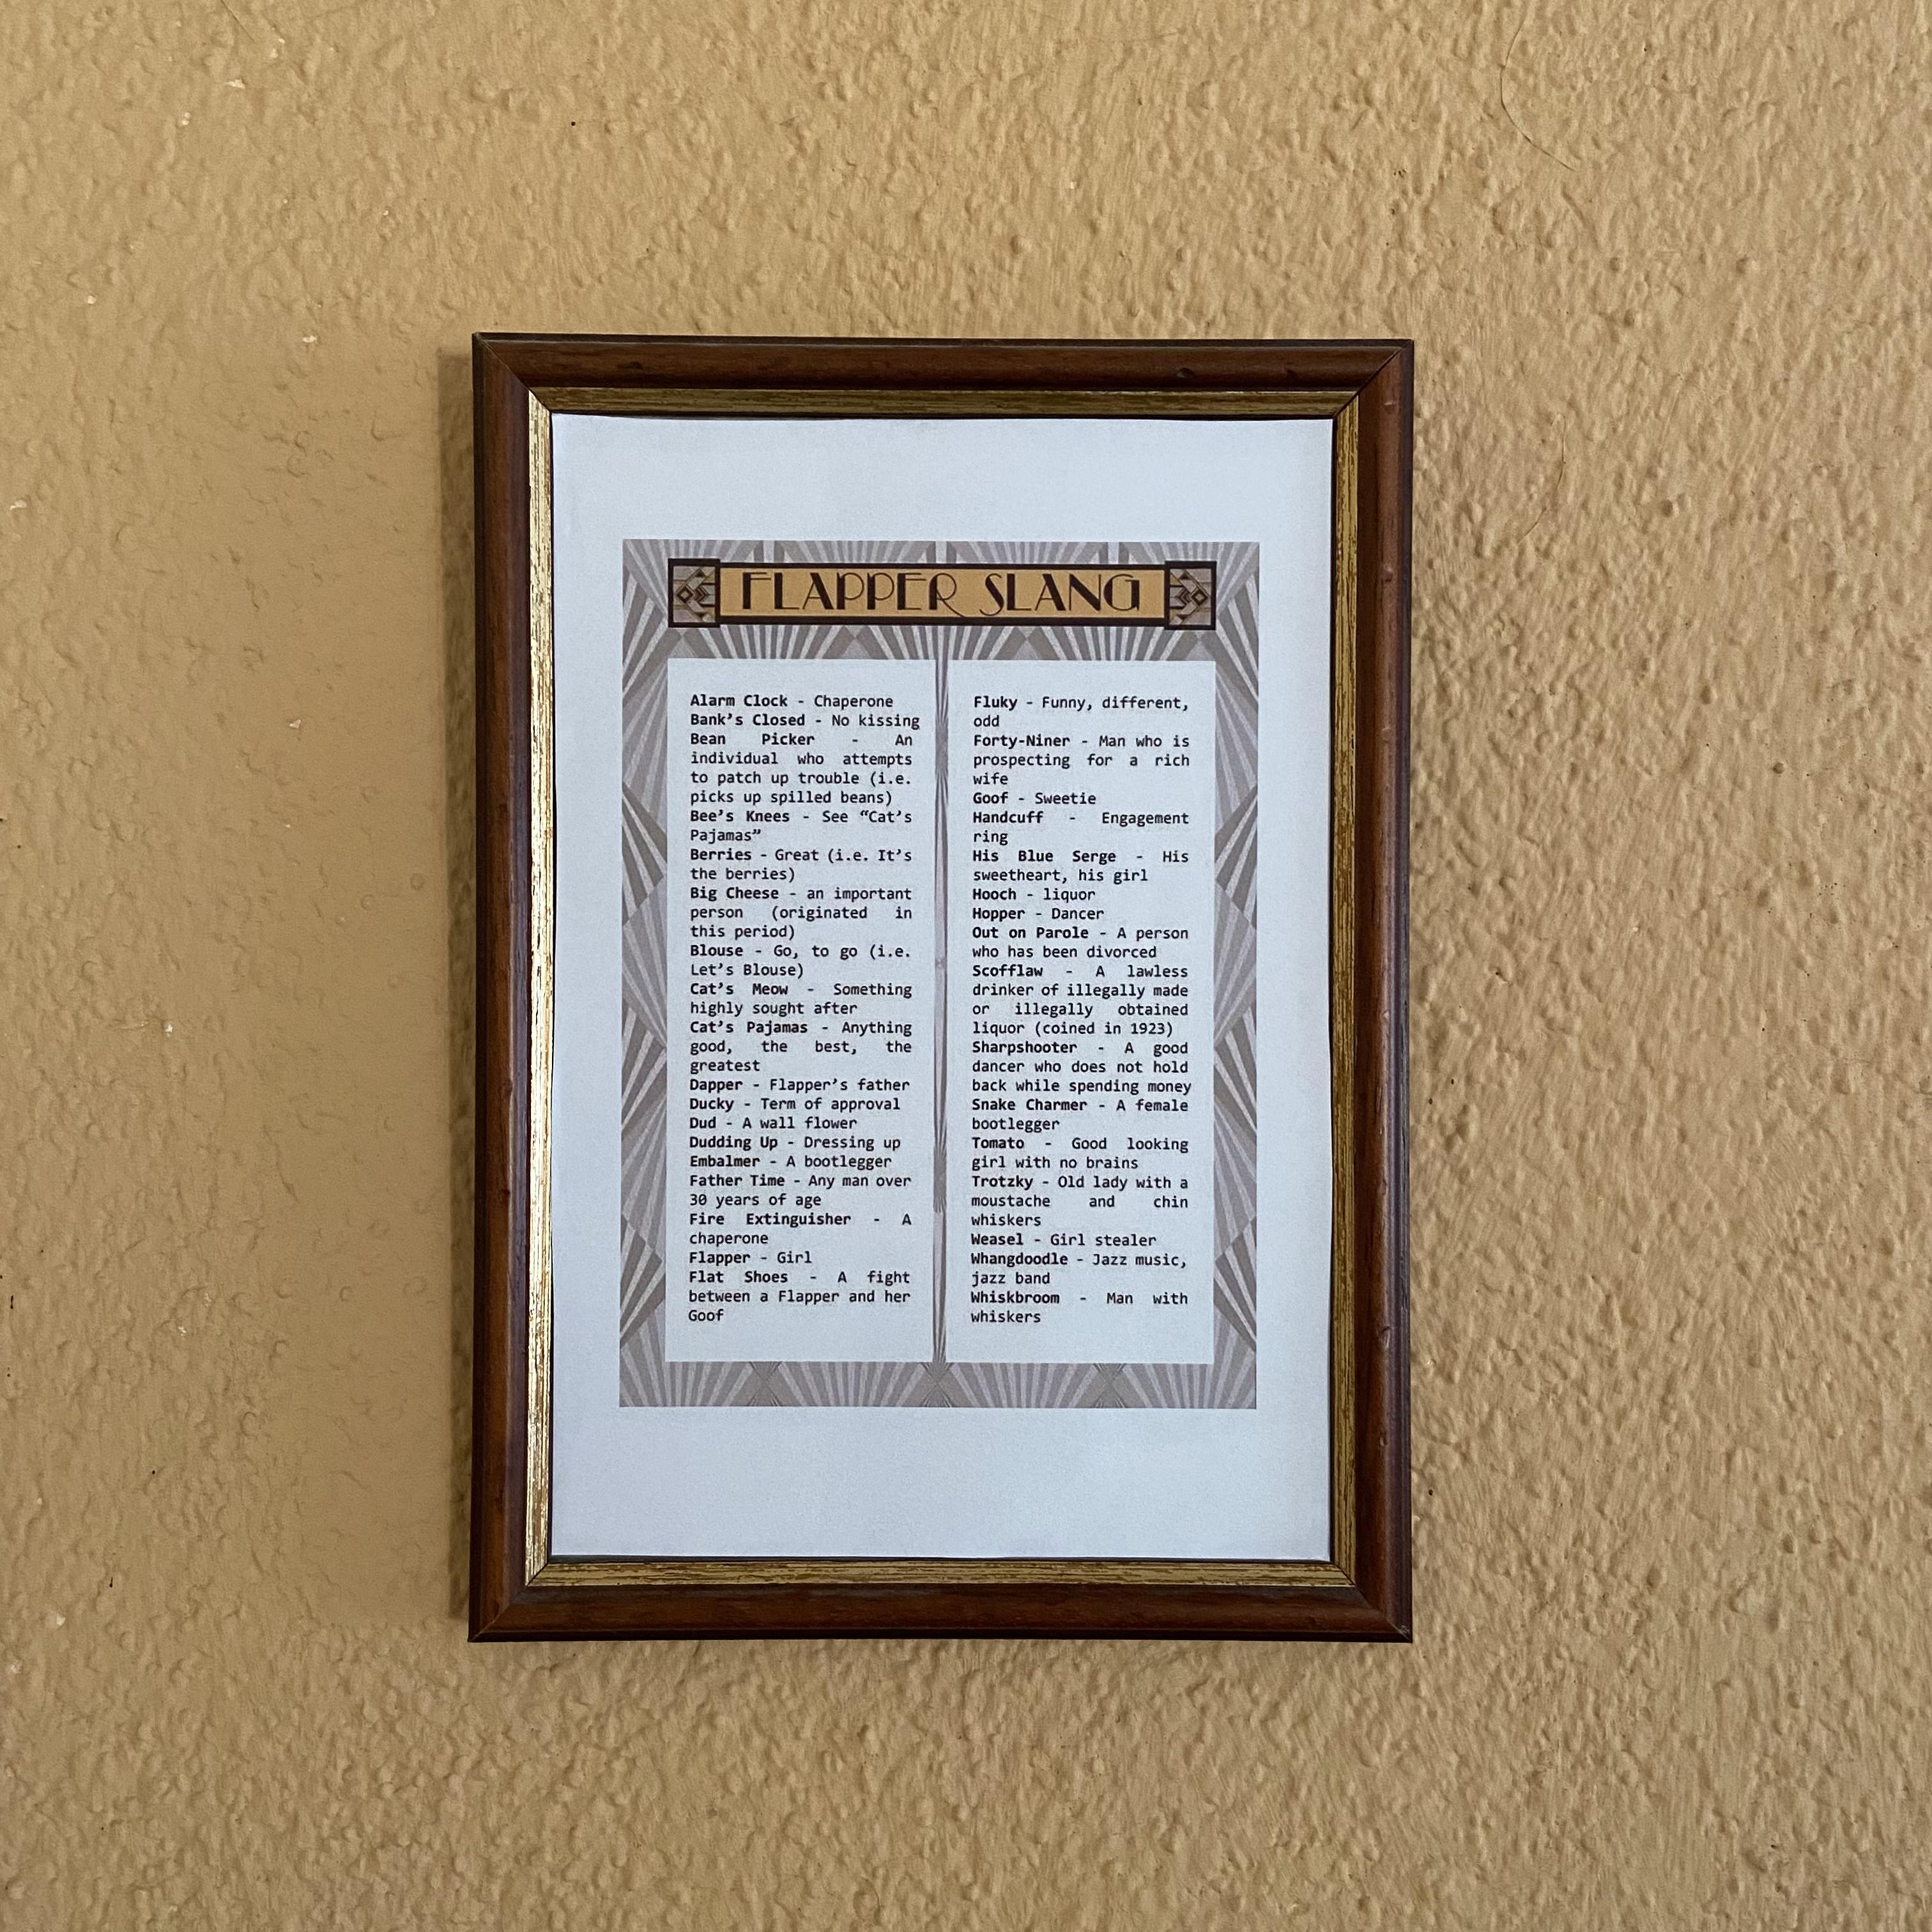 FLAPPER SLANG
Alarm Clock - Chaperone
Bank’s Closed - No kissing
Bean Picker - An
individual who attempts
to patch up trouble (i.e.
picks up spilled beans)
Bee’s Knees - See “Cat’s
Pajamas”
Berries - Great (i.e. It’s
the berries)
Big Cheese - an important
person (originated in
this period)
Blouse - Go, to go (i.e.
Let’s Blouse)
Cat’s Meow - Something
highly sought after
Cat’s Pajamas - Anything
good, the best, the
greatest
Dapper - Flapper’s father
Ducky - Term of approval
Dud - A wall flower
Dudding Up - Dressing up
Embalmer - A bootlegger
Father Time - Any man over
30 years of age
Fire Extinguisher - A
chaperone
Flapper - Girl
Flat Shoes - A fight
between a Flapper and her
Goof
Fluky - Funny, different,
odd
Forty-Niner - Man who is
prospecting for a rich
wife
Goof - Sweetie
Handcuff - Engagement
ring
His Blue Serge - His
sweetheart, his girl
Hooch - liquor
Hopper - Dancer
Out on Parole - A person
who has been divorced
Scofflaw - A lawless
drinker of illegally made
or illegally obtained
liquor (coined in 1923)
Sharpshooter - A good
dancer who does not hold
back while spending money
Snake Charmer - A female
bootlegger
Tomato - Good looking
girl with no brains
Trotzky - Old lady with a
moustache and chin
whiskers
Weasel - Girl stealer
Whangdoodle - Jazz music,
jazz band
Whiskbroom - Man with
whiskers